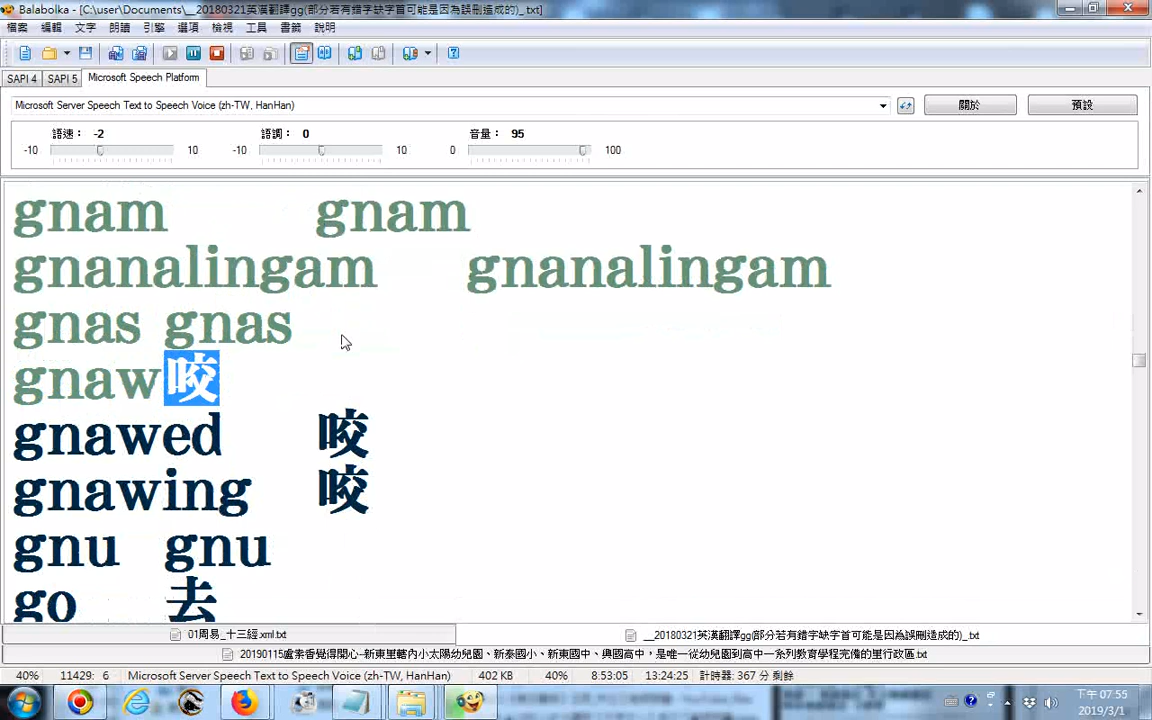 Balabolka - [C:\user\Documents\__20180321英漢翻譯gg(部分若有錯字缺字首可能是因為誤刪造成的)_.txt]
檔案 編輯 文字 朗讀 引擎 選項 檢視 工具 書籤 說明
SAPI 4 SAPI 5 Microsoft Speech Platform
Microsoft Server Speech Text to Speech Voice (zh-TW, HanHan) 關於 預設
語速： -2 語調： 0 音量： 95
-10 10 -10 10 0 100
gnam gnam
gnanalingam gnanalingam
gnas gnas
gnaw 咬
gnawed 咬
gnawing 咬
gnu gnu
go 去
01周易_十三經.xml.txt __20180321英漢翻譯gg(部分若有錯字缺字首可能是因為誤刪造成的)_.txt
20190115盧素香覺得開心-新東里轄內小太陽幼兒園、新泰國小、新東國中、興國高中，是唯一從幼兒園到高中一系列教育學程完備的里行政區.txt
40% 11429: 6 Microsoft Server Speech Text to Speech Voice (zh-TW, HanHan) 402 KB 40% 8:53:05 13:24:25 計時器: 367 分 剩餘
下午 07:55
2019/3/1